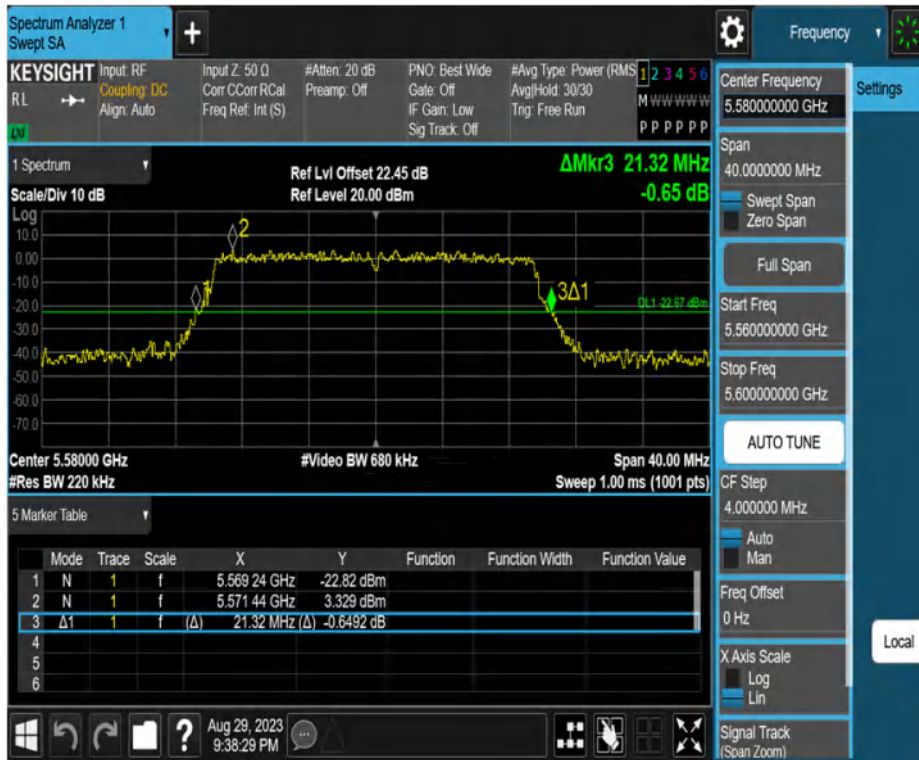 Spectrum Analyzer 1
Swept SA
+
Frequency
KEYSIGHT
RL
LXI
Input: RF
Coupling: DC
Align: Auto
Input Z: 50 Ω
Corr CCorr RCal
Freq Ref: Int (S)
#Atten: 20 dB
Preamp: Off
PNO: Best Wide
Gate: Off
IF Gain: Low
Sig Track: Off
#Avg Type: Power (RMS
Avg|Hold: 30/30
Trig: Free Run
1 2 3 4 5 6
M W W W W W
P P P P P P
1 Spectrum
Scale/Div 10 dB
Ref Lvl Offset 22.45 dB
Ref Level 20.00 dBm
ΔMkr3 21.32 MHz
-0.65 dB
Log
10.0
0.00
-10.0
-20.0
-30.0
-40.0
-50.0
-60.0
-70.0
2
1
3Δ1
DL1 -22.67 dBm
Center 5.58000 GHz
#Video BW 680 kHz
Span 40.00 MHz
#Res BW 220 kHz
Sweep 1.00 ms (1001 pts)
5 Marker Table
Mode Trace Scale X Y Function Function Width Function Value
1 N 1 f 5.569 24 GHz -22.82 dBm
2 N 1 f 5.571 44 GHz 3.329 dBm
3 Δ1 1 f (Δ) 21.32 MHz (Δ) -0.6492 dB
4
5
6
?
Aug 29, 2023
9:38:29 PM
Center Frequency
5.580000000 GHz
Span
40.0000000 MHz
Swept Span
Zero Span
Full Span
Start Freq
5.560000000 GHz
Stop Freq
5.600000000 GHz
AUTO TUNE
CF Step
4.000000 MHz
Auto
Man
Freq Offset
0 Hz
X Axis Scale
Log
Lin
Signal Track
(Span Zoom)
Settings
Local